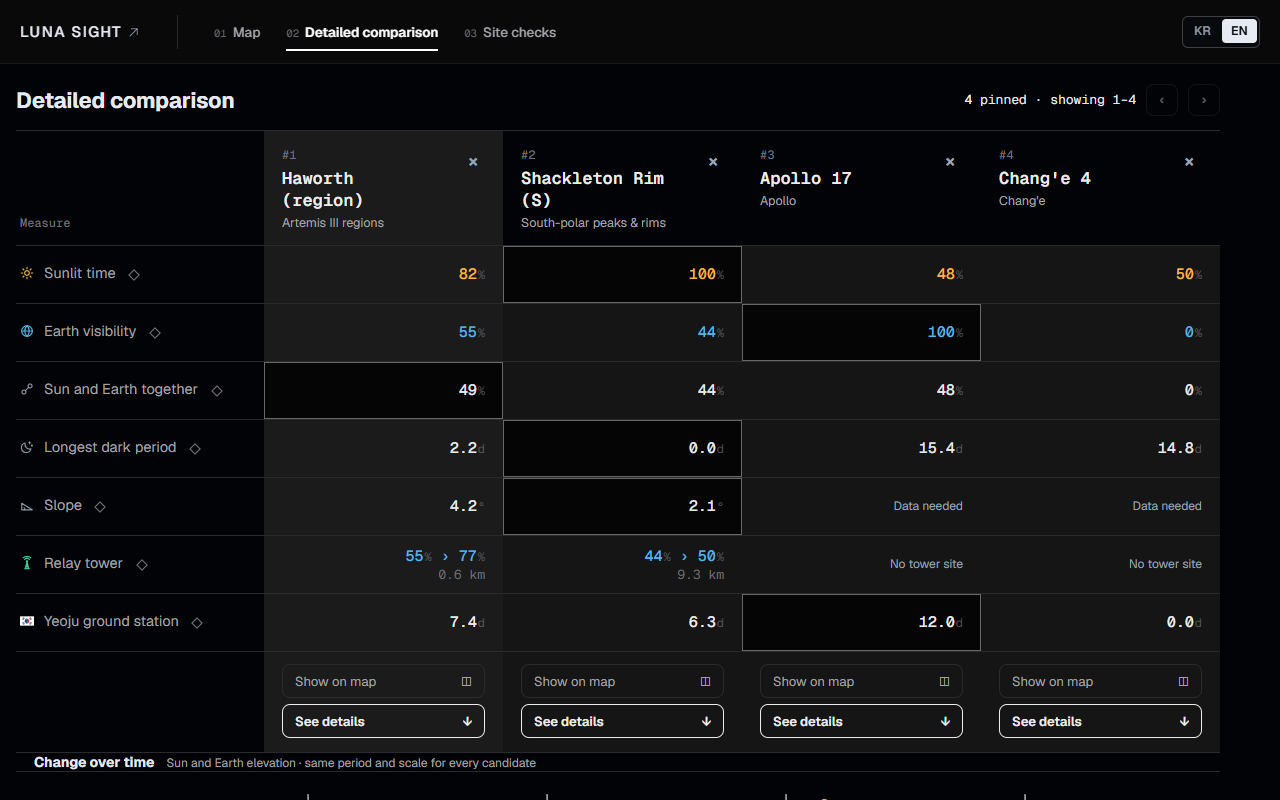 LUNA SIGHT ↗
01 Map
02 Detailed comparison
03 Site checks
KR EN
Detailed comparison
4 pinned · showing 1–4 ‹ ›
Measure
#1 ×
Haworth
(region)
Artemis III regions
#2 ×
Shackleton Rim
(S)
South-polar peaks & rims
#3 ×
Apollo 17
Apollo
#4 ×
Chang'e 4
Chang'e
Sunlit time ◇ 82% 100% 48% 50%
Earth visibility ◇ 55% 44% 100% 0%
Sun and Earth together ◇ 49% 44% 48% 0%
Longest dark period ◇ 2.2d 0.0d 15.4d 14.8d
Slope ◇ 4.2° 2.1° Data needed Data needed
Relay tower ◇ 55% › 77% 44% › 50% No tower site No tower site
0.6 km 9.3 km
Yeoju ground station ◇ 7.4d 6.3d 12.0d 0.0d
Show on map Show on map Show on map Show on map
See details ↓ See details ↓ See details ↓ See details ↓
Change over time Sun and Earth elevation · same period and scale for every candidate